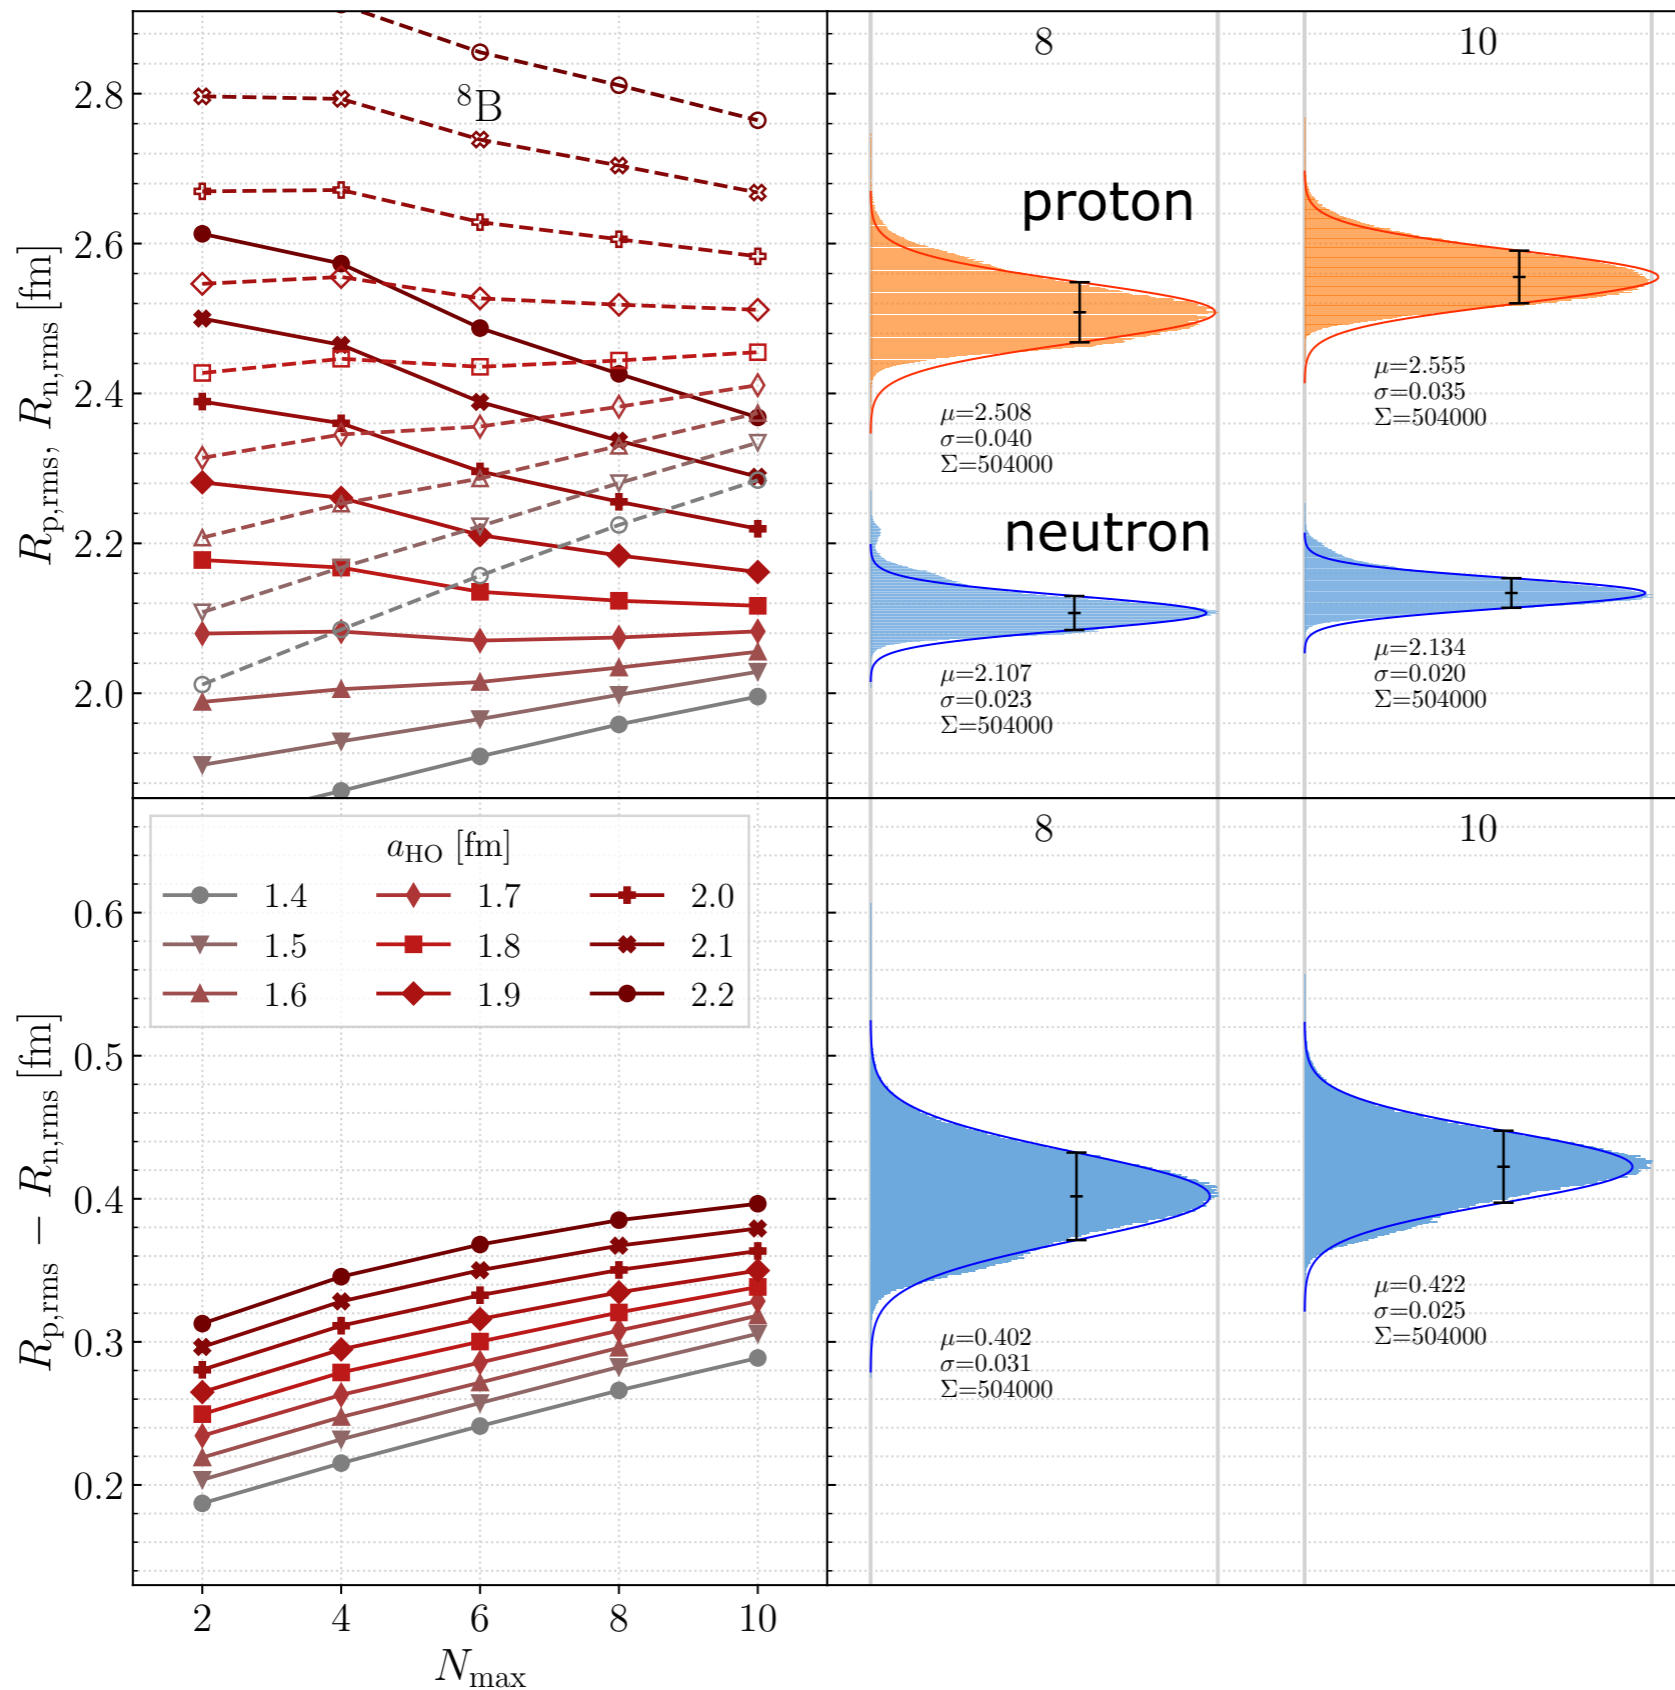 R_p,rms, R_n,rms [fm]
2.8
2.6
2.4
2.2
2.0
⁸B
8
10
proton
μ=2.508
σ=0.040
Σ=504000
μ=2.555
σ=0.035
Σ=504000
neutron
μ=2.107
σ=0.023
Σ=504000
μ=2.134
σ=0.020
Σ=504000
R_p,rms − R_n,rms [fm]
0.6
0.5
0.4
0.3
0.2
a_HO [fm]
1.4 1.7 2.0
1.5 1.8 2.1
1.6 1.9 2.2
8
10
μ=0.402
σ=0.031
Σ=504000
μ=0.422
σ=0.025
Σ=504000
2 4 6 8 10
N_max